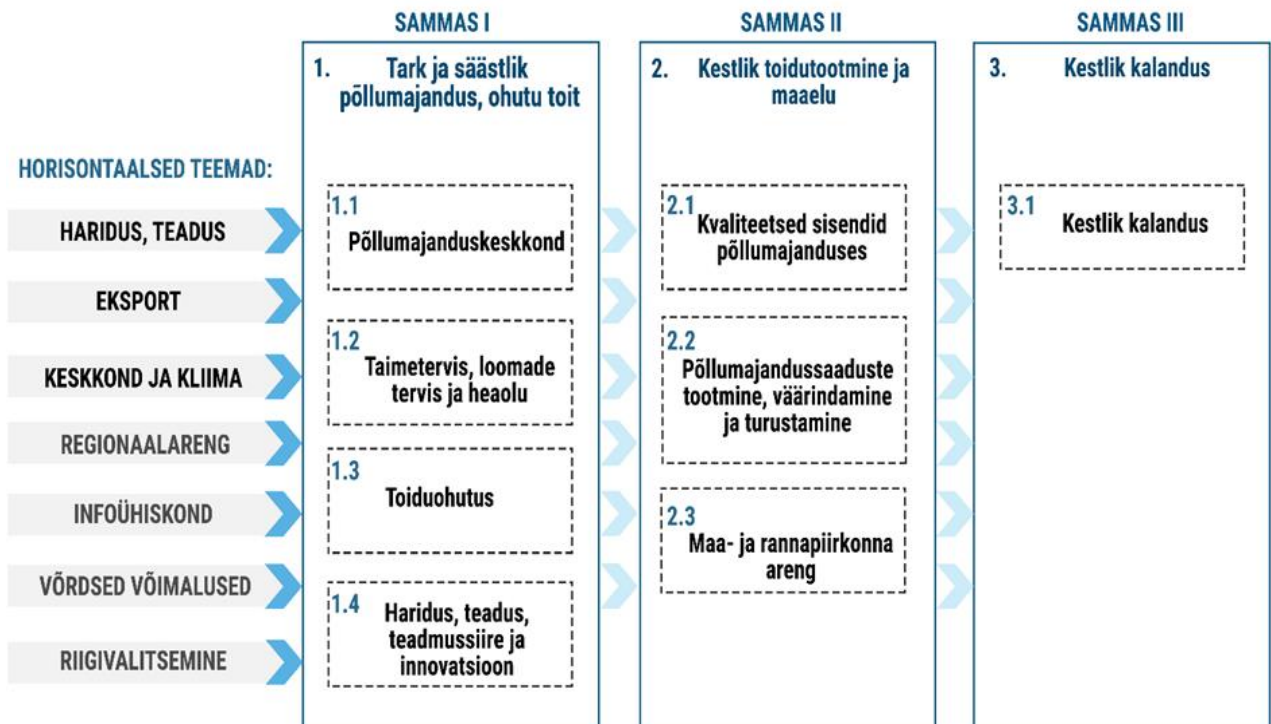 SAMMAS I
1. Tark ja säästlik
põllumajandus, ohutu toit
SAMMAS II
2. Kestlik toidutootmine ja
maaelu
SAMMAS III
3. Kestlik kalandus
HORISONTAALSED TEEMAD:
HARIDUS, TEADUS
EKSPORT
KESKKOND JA KLIIMA
REGIONAALARENG
INFOÜHISKOND
VÕRDSED VÕIMALUSED
RIIGIVALITSEMINE
1.1
Põllumajanduskeskkond
1.2
Taimetervis, loomade
tervis ja heaolu
1.3
Toiduohutus
1.4
Haridus, teadus,
teadmussiire ja
innovatsioon
2.1
Kvaliteetsed sisendid
põllumajanduses
2.2
Põllumajandussaaduste
tootmine, väärindamine
ja turustamine
2.3
Maa- ja rannapiirkonna
areng
3.1
Kestlik kalandus